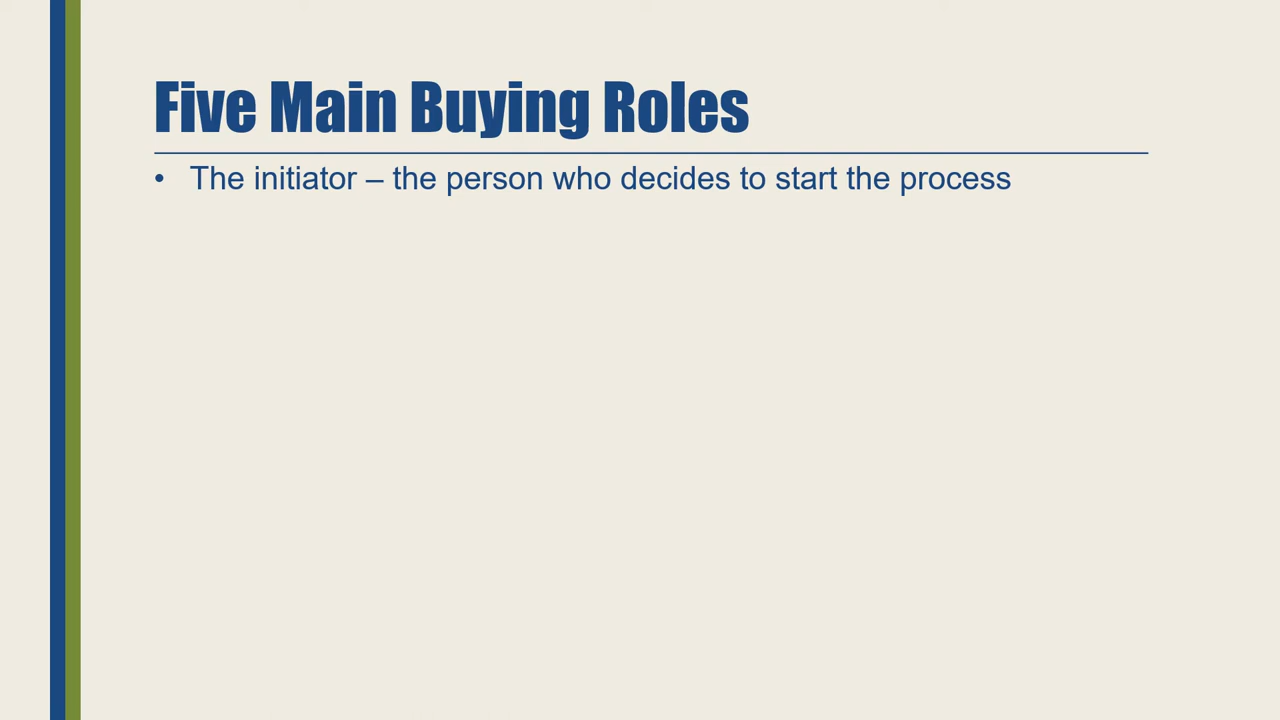 Five Main Buying Roles
• The initiator – the person who decides to start the process